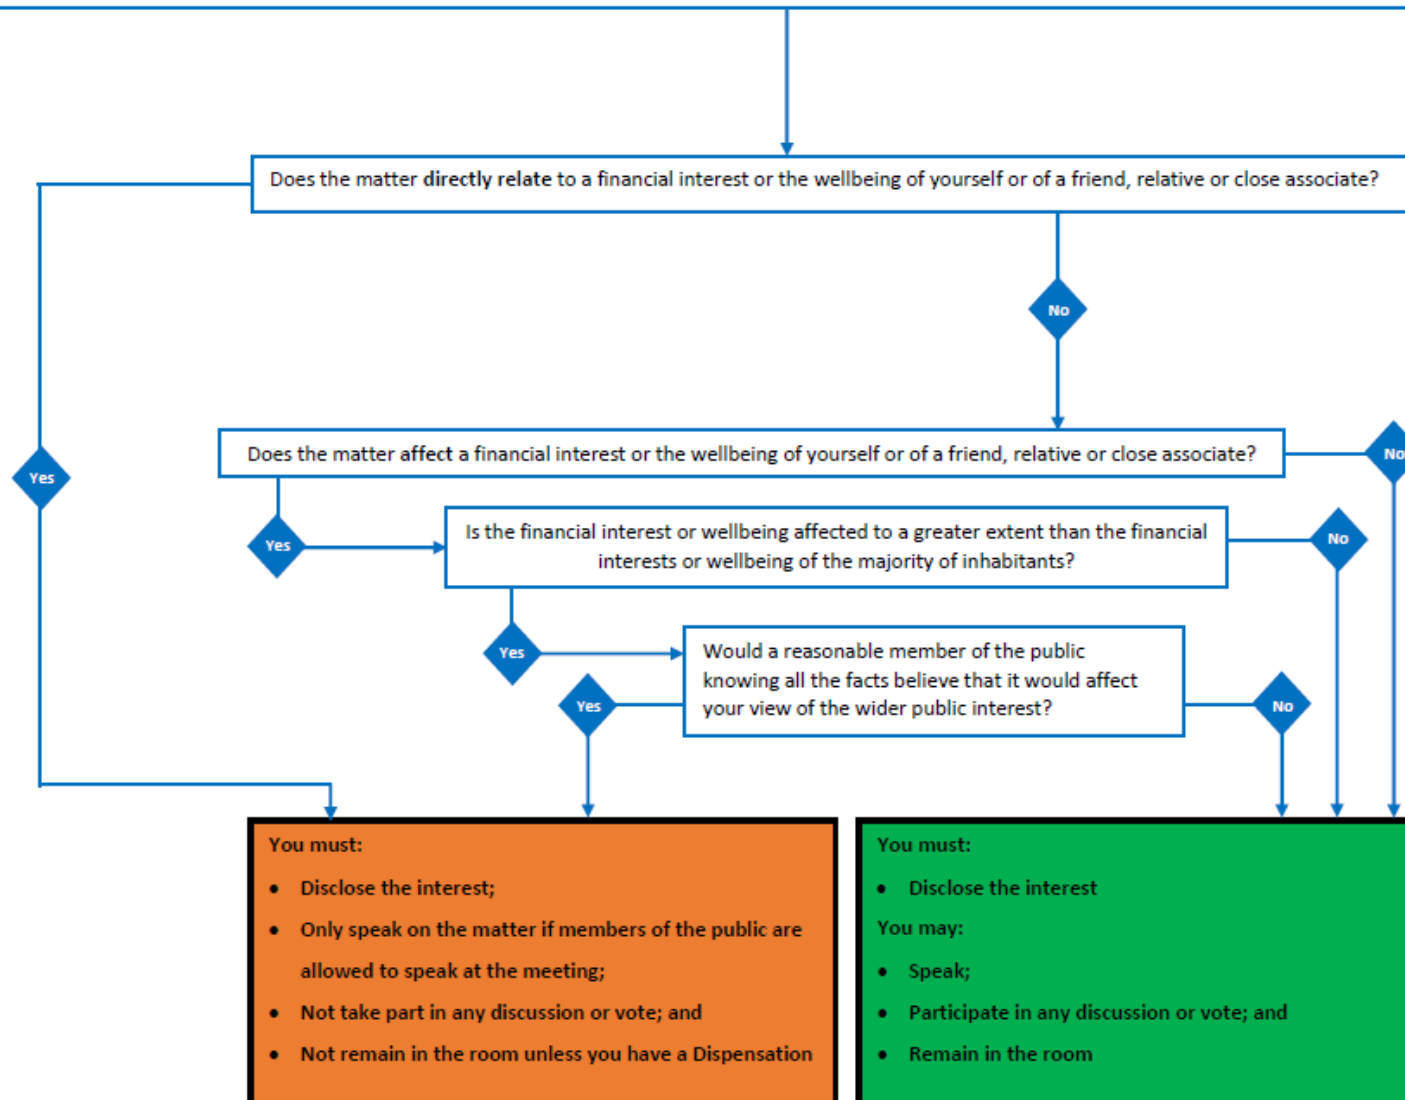 Does the matter directly relate to a financial interest or the wellbeing of yourself or of a friend, relative or close associate?
No
Does the matter affect a financial interest or the wellbeing of yourself or of a friend, relative or close associate?
No
Yes
Yes
Is the financial interest or wellbeing affected to a greater extent than the financial
interests or wellbeing of the majority of inhabitants?
No
Yes
Would a reasonable member of the public
knowing all the facts believe that it would affect
your view of the wider public interest?
Yes
No
You must:
• Disclose the interest;
• Only speak on the matter if members of the public are
allowed to speak at the meeting;
• Not take part in any discussion or vote; and
• Not remain in the room unless you have a Dispensation
You must:
• Disclose the interest
You may:
• Speak;
• Participate in any discussion or vote; and
• Remain in the room